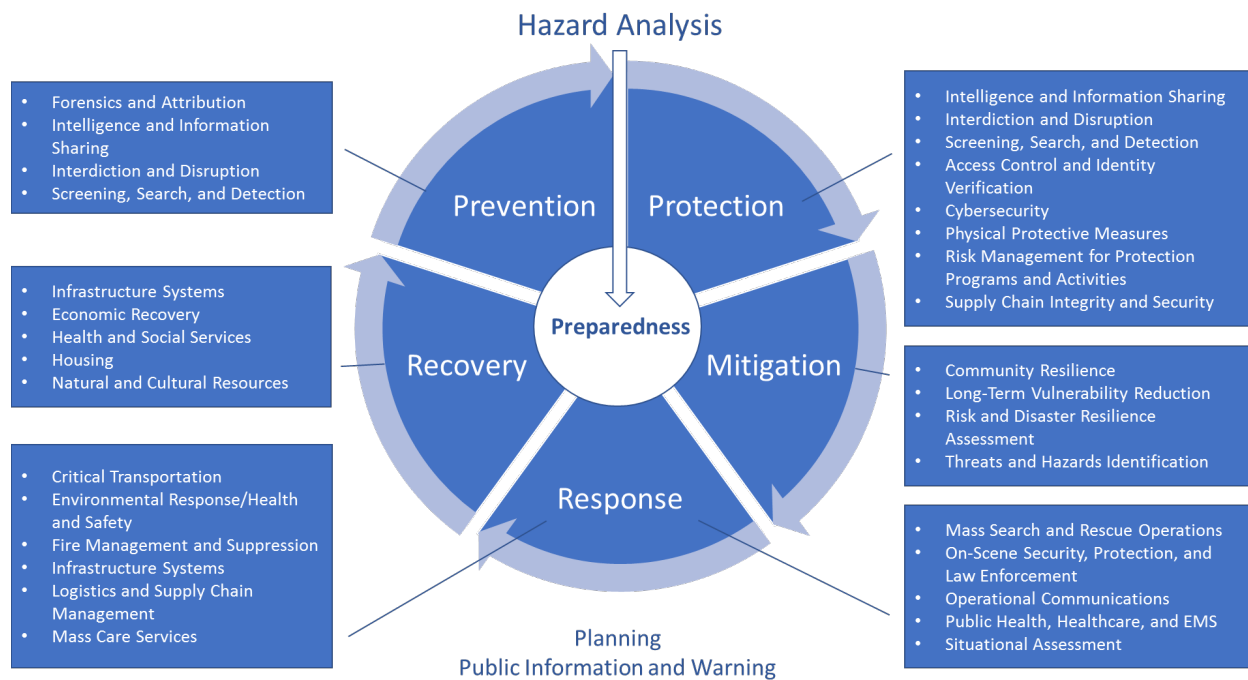 Hazard Analysis
• Forensics and Attribution
• Intelligence and Information
Sharing
• Interdiction and Disruption
• Screening, Search, and Detection
• Infrastructure Systems
• Economic Recovery
• Health and Social Services
• Housing
• Natural and Cultural Resources
• Critical Transportation
• Environmental Response/Health
and Safety
• Fire Management and Suppression
• Infrastructure Systems
• Logistics and Supply Chain
Management
• Mass Care Services
Prevention
Protection
Preparedness
Recovery
Mitigation
Response
Planning
Public Information and Warning
• Intelligence and Information Sharing
• Interdiction and Disruption
• Screening, Search, and Detection
• Access Control and Identity
Verification
• Cybersecurity
• Physical Protective Measures
• Risk Management for Protection
Programs and Activities
• Supply Chain Integrity and Security
• Community Resilience
• Long-Term Vulnerability Reduction
• Risk and Disaster Resilience
Assessment
• Threats and Hazards Identification
• Mass Search and Rescue Operations
• On-Scene Security, Protection, and
Law Enforcement
• Operational Communications
• Public Health, Healthcare, and EMS
• Situational Assessment